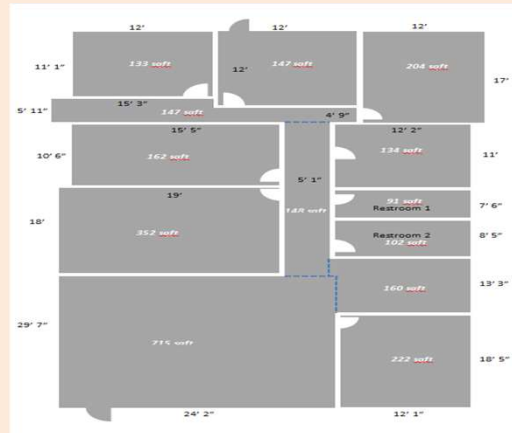 12' 12' 12'
11' 1" 133 sqft 12' 147 sqft 204 sqft 17'
5' 11" 15' 3" 147 sqft 4' 9"
15' 5" 12' 2"
10' 6" 162 sqft 134 sqft 11'
5' 1"
19' 91 sqft 7' 6"
148 sqft Restroom 1
18' 352 sqft Restroom 2 8' 5"
102 sqft
160 sqft 13' 3"
29' 7" 715 sqft
222 sqft 18' 5"
24' 2" 12' 1"